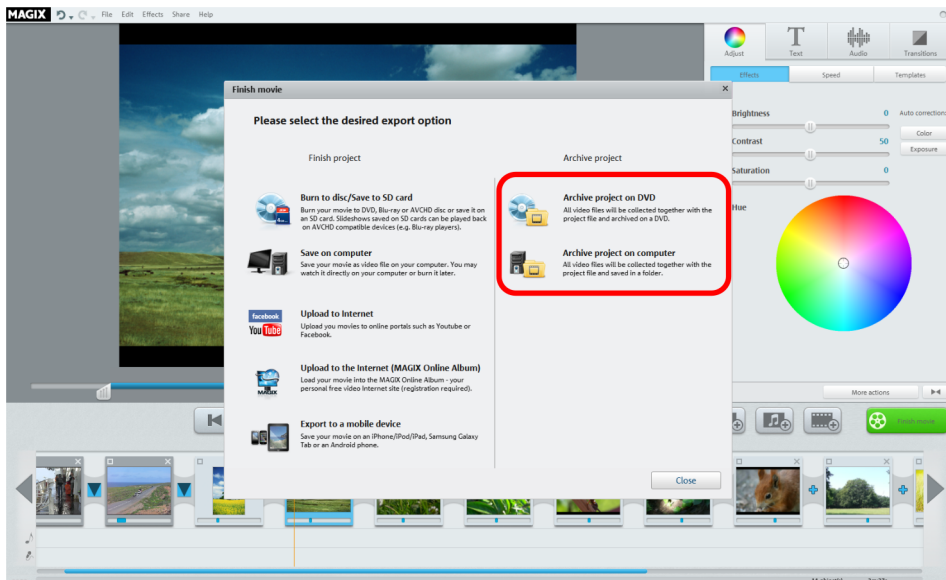 MAGIX File Edit Effects Share Help
Adjust Text Audio Transitions
Effects Speed Templates
Finish movie
Please select the desired export option
Finish project
Burn to disc/Save to SD card
Burn your movie to DVD, Blu-ray or AVCHD disc or save it on
an SD card. Slideshows saved on SD cards can be played back
on AVCHD compatible devices (e.g. Blu-ray players).
Save on computer
Save your movie as video file on your computer. You may
watch it directly on your computer or burn it later.
facebook
You Tube
Upload to Internet
Upload you movies to online portals such as Youtube or
Facebook.
MAGIX
Upload to the Internet (MAGIX Online Album)
Load your movie into the MAGIX Online Album - your
personal free video Internet site (registration required).
Export to a mobile device
Save your movie on an iPhone/iPod/iPad, Samsung Galaxy
Tab or an Android phone.
Archive project
Archive project on DVD
All video files will be collected together with the
project file and archived on a DVD.
Archive project on computer
All video files will be collected together with the
project file and saved in a folder.
Close
Brightness 0
Contrast 50
Saturation 0
Hue
Auto correction:
Color
Exposure
More actions
Finish movie